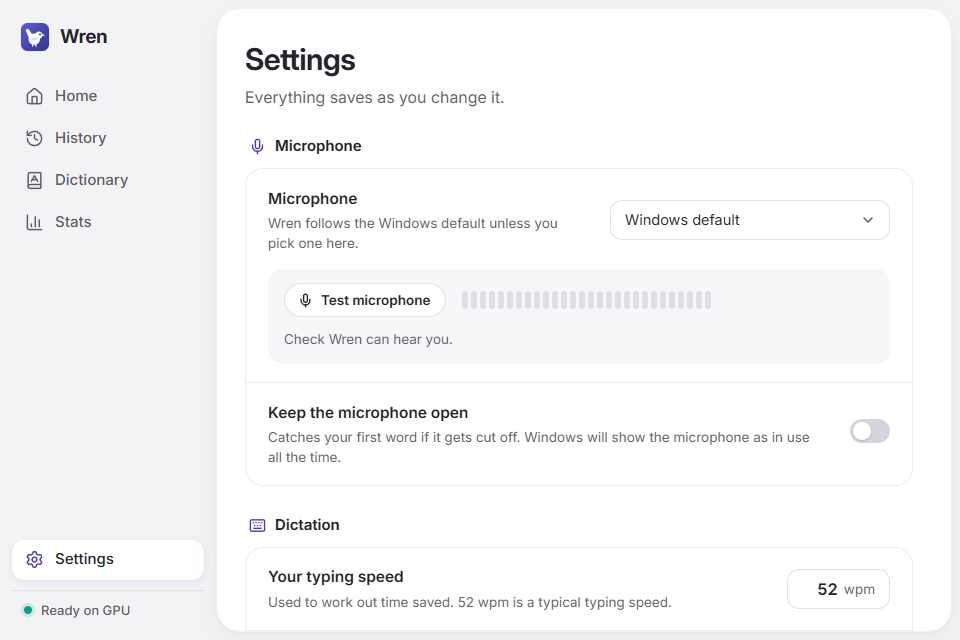 Wren
Home
History
Dictionary
Stats
Settings
Ready on GPU
Settings
Everything saves as you change it.
Microphone
Microphone
Wren follows the Windows default unless you
pick one here.
Windows default
Test microphone
Check Wren can hear you.
Keep the microphone open
Catches your first word if it gets cut off. Windows will show the microphone as in use
all the time.
Dictation
Your typing speed
Used to work out time saved. 52 wpm is a typical typing speed.
52 wpm